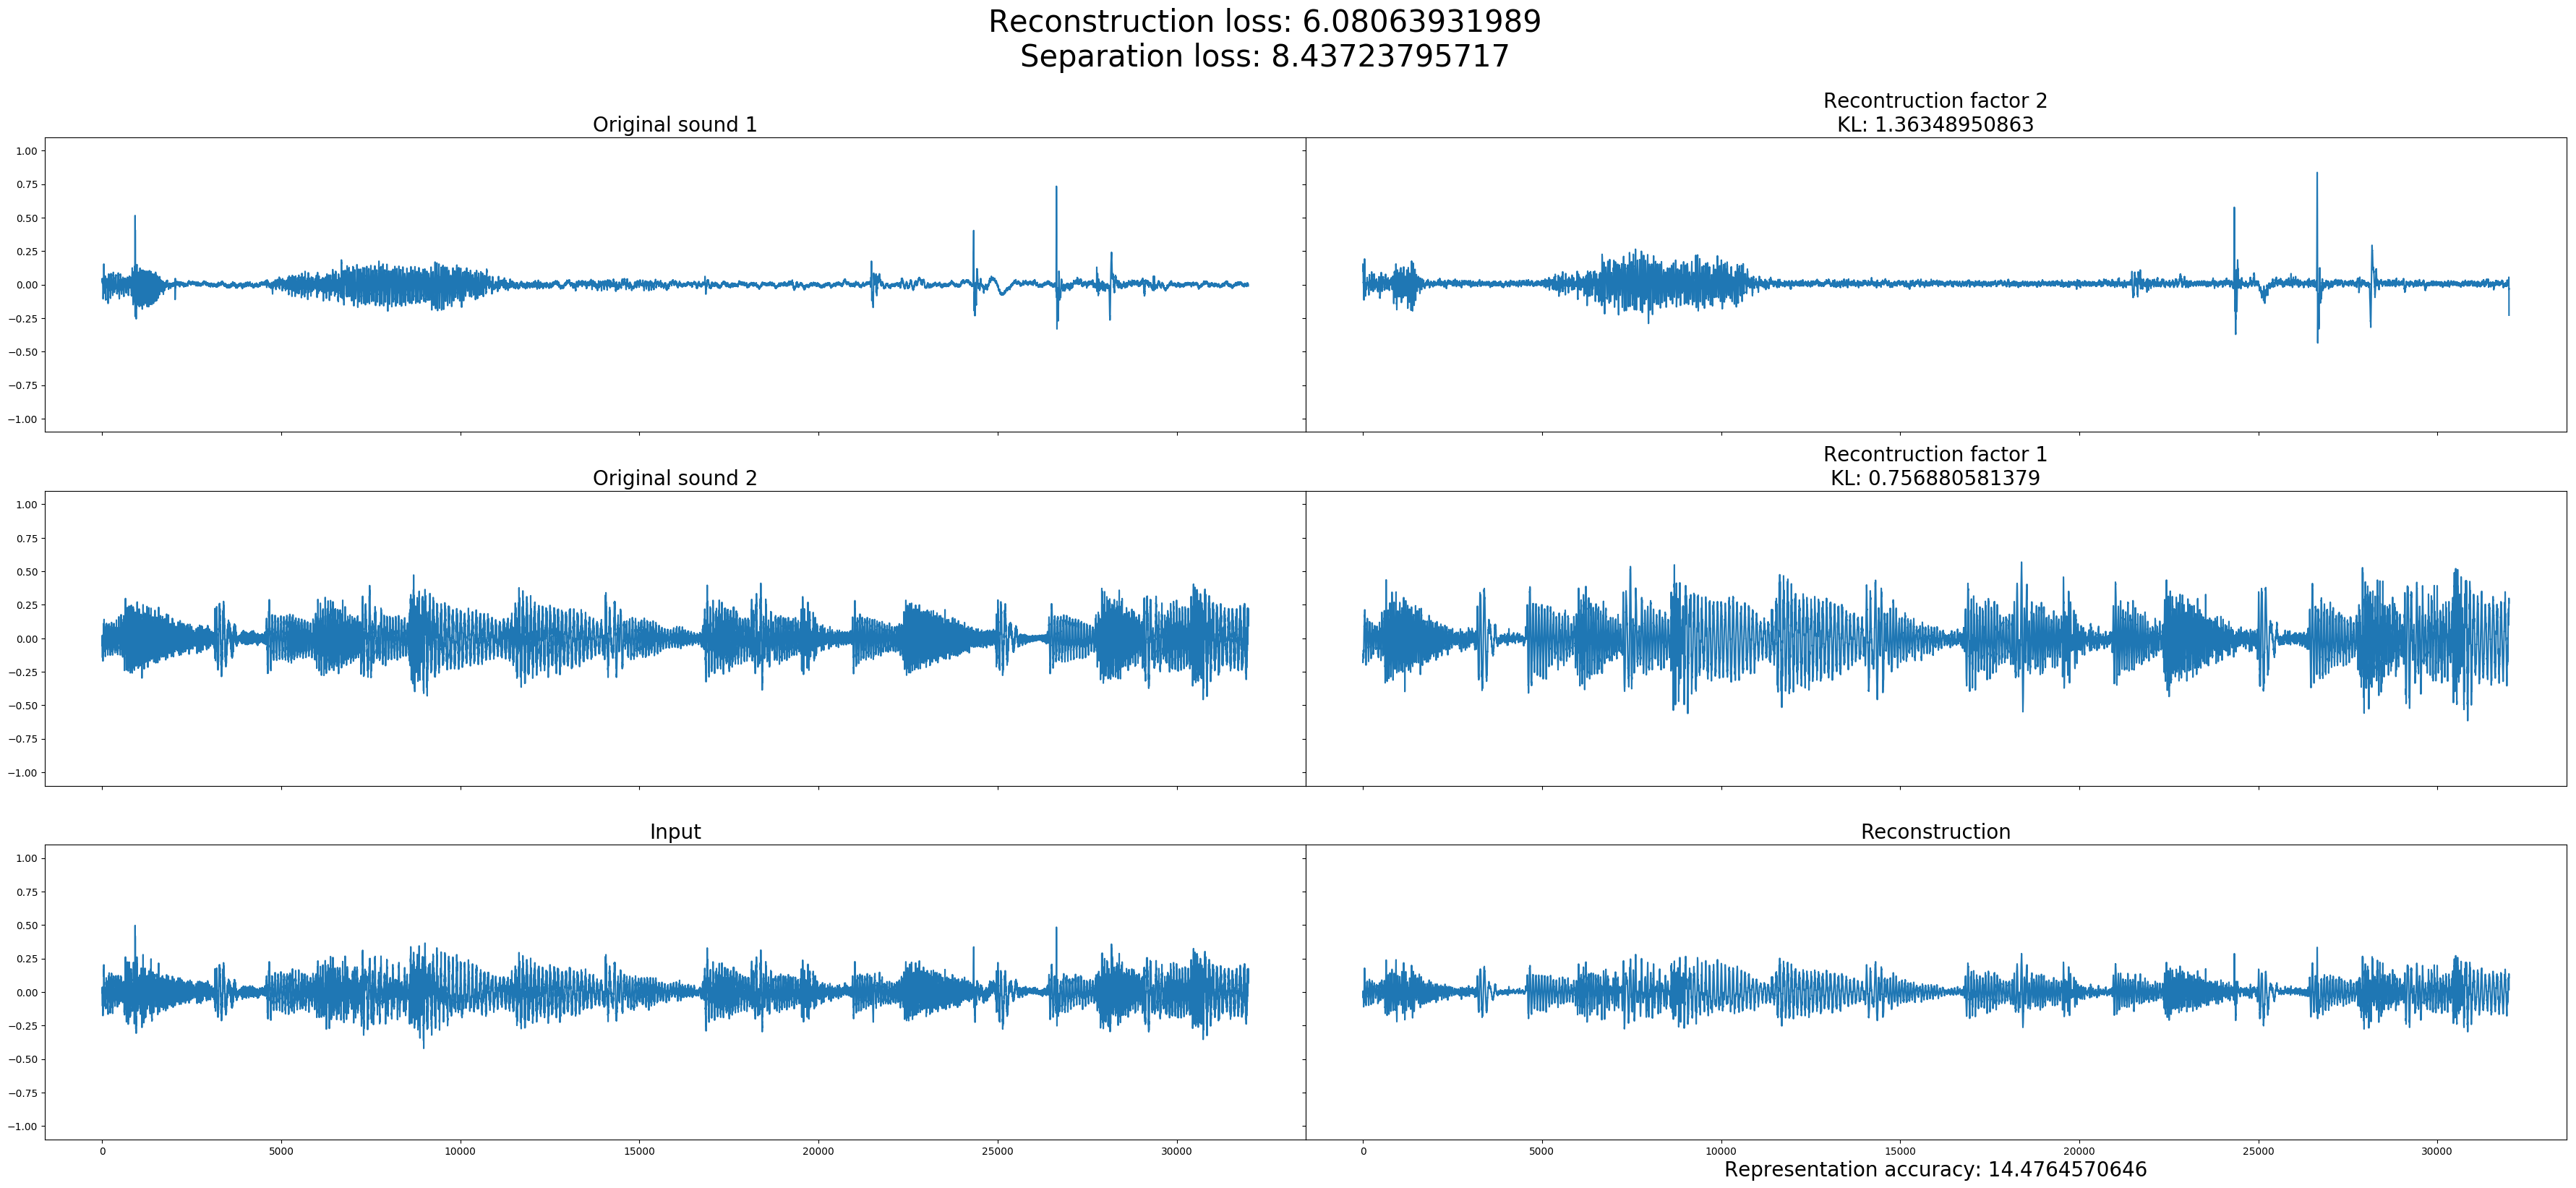 Reconstruction loss: 6.08063931989
Separation loss: 8.43723795717
Original sound 1
Recontruction factor 2
KL: 1.36348950863
1.00
0.75
0.50
0.25
0.00
−0.25
−0.50
−0.75
−1.00
Original sound 2
Recontruction factor 1
KL: 0.756880581379
1.00
0.75
0.50
0.25
0.00
−0.25
−0.50
−0.75
−1.00
Input
Reconstruction
1.00
0.75
0.50
0.25
0.00
−0.25
−0.50
−0.75
−1.00
0 5000 10000 15000 20000 25000 30000
0 5000 10000 15000 20000 25000 30000
Representation accuracy: 14.4764570646